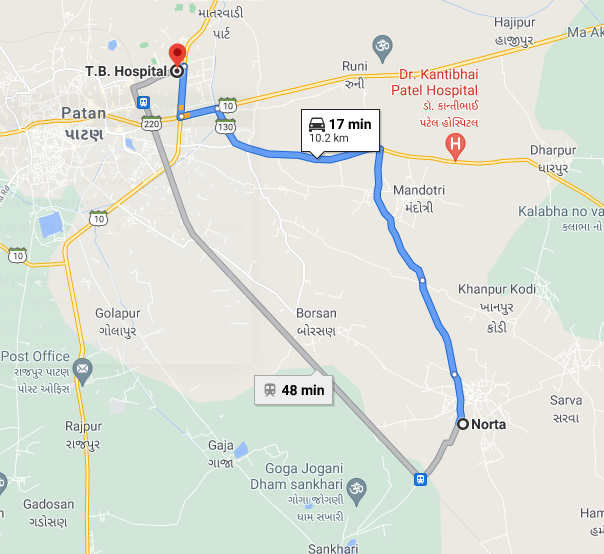 માતરવાડી
પાર્ટ
Hajipur
હાજીપુર
Ma Ak
T.B. Hospital
Runi
રુની
Dr. Kantibhai
Patel Hospital
ડો. કાન્તીભાઈ
પટેલ હોસ્પિટલ
10
Patan
પાટણ
220
130
17 min
10.2 km
Dharpur
ધારપુર
Mandotri
મંદોત્રી
Kalabha no va
કલાભા નો
a Rd
10
10
Khanpur Kodi
ખાનપુર
કોડી
Golapur
ગોલાપુર
Borsan
બોરસણ
Post Office
રાજપુર પાટણ
પોસ્ટ ઓફિસ
48 min
Sarva
સરવા
Norta
Rajpur
રાજપુર
Gaja
ગાજા
Goga Jogani
Dham sankhari
ગોગા જોગણી
ધામ સંખારી
Gadosan
ગડોસણ
Ham
Sankhari